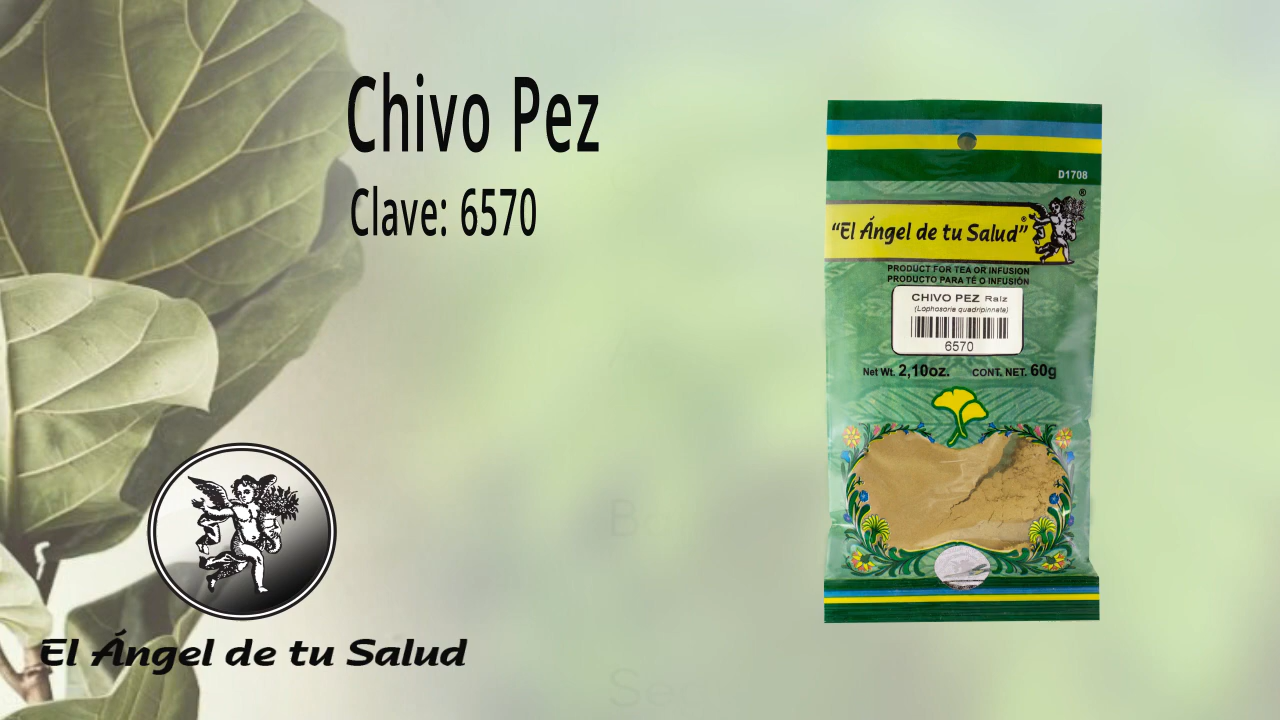 Chivo Pez
Clave: 6570
D1708
®
“El Ángel de tu Salud”®
PRODUCT FOR TEA OR INFUSION
PRODUCTO PARA TÉ O INFUSIÓN
CHIVO PEZ Raíz
(Lophosoria quadripinnata)
6570
Net Wt. 2,10oz. CONT. NET. 60g
El Ángel de tu Salud